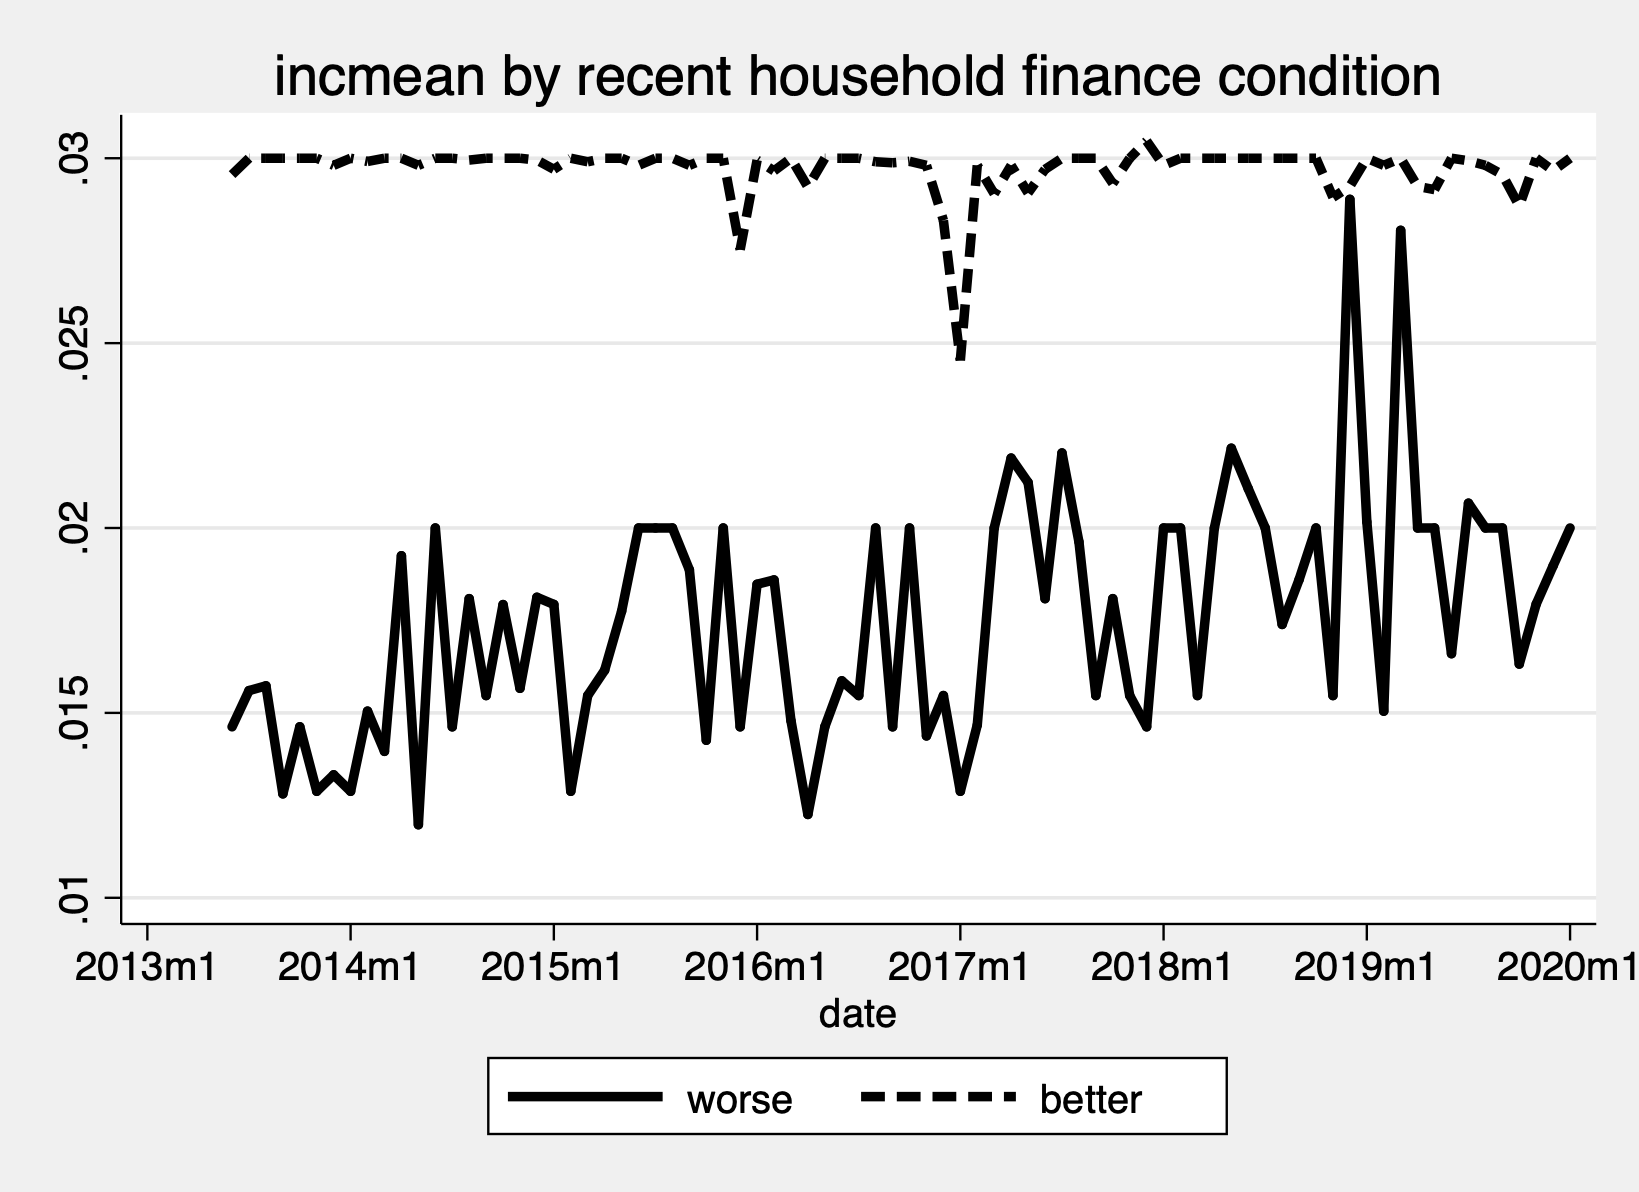 incmean by recent household finance condition
.03
.025
.02
.015
.01
2013m1 2014m1 2015m1 2016m1 2017m1 2018m1 2019m1 2020m1
date
worse better